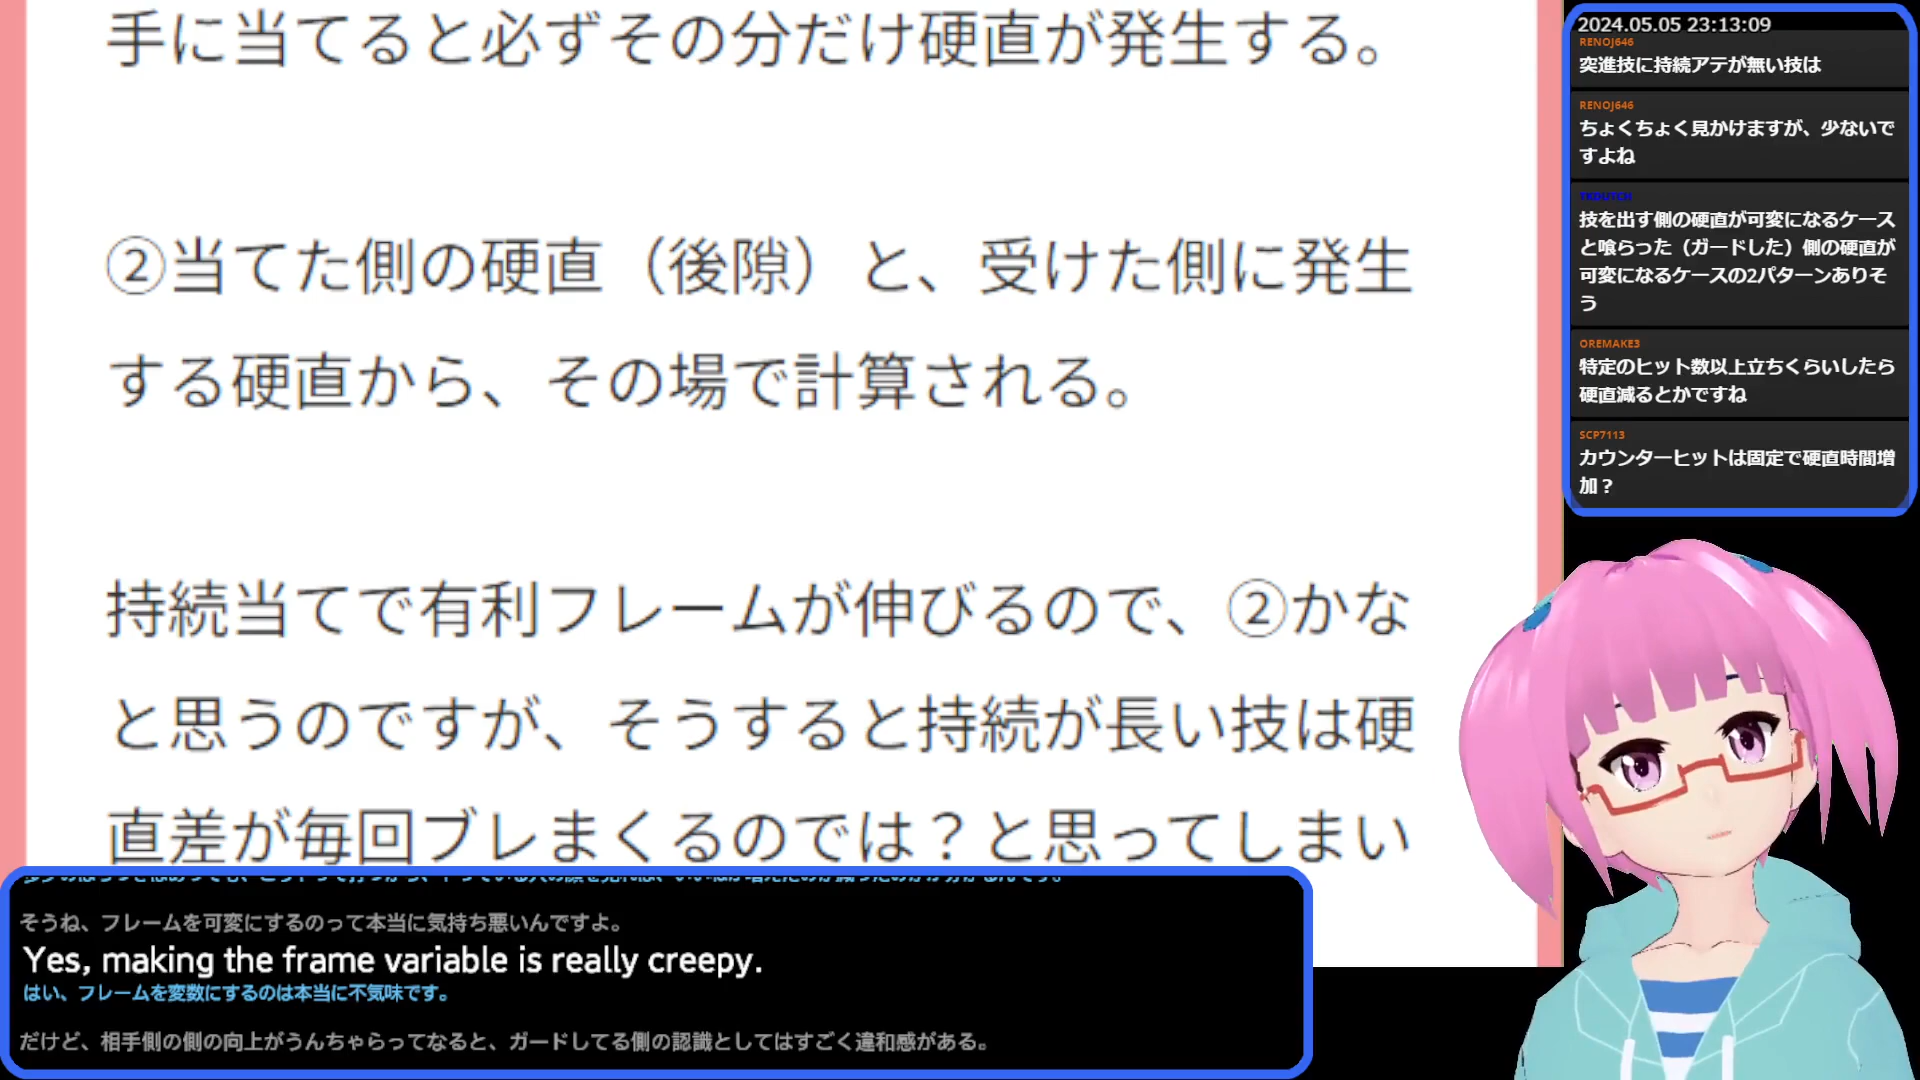 手に当てると必ずその分だけ硬直が発生する。
②当てた側の硬直（後隙）と、受けた側に発生
する硬直から、その場で計算される。
持続当てで有利フレームが伸びるので、②かな
と思うのですが、そうすると持続が長い技は硬
直差が毎回ブレまくるのでは？と思ってしまい
2024.05.05 23:13:09
RENOJ646
突進技に持続アテが無い技は
RENOJ646
ちょくちょく見かけますが、少ないで
すよね
技を出す側の硬直が可変になるケース
と喰らった（ガードした）側の硬直が
可変になるケースの2パターンありそ
う
OREMAKE3
特定のヒット数以上立ちくらいしたら
硬直減るとかですね
SCP7113
カウンターヒットは固定で硬直時間増
加？
そうね、フレームを可変にするのって本当に気持ち悪いんですよ。
Yes, making the frame variable is really creepy.
はい、フレームを変数にするのは本当に不気味です。
だけど、相手側の側の向上がうんちゃらってなると、ガードしてる側の認識としてはすごく違和感がある。